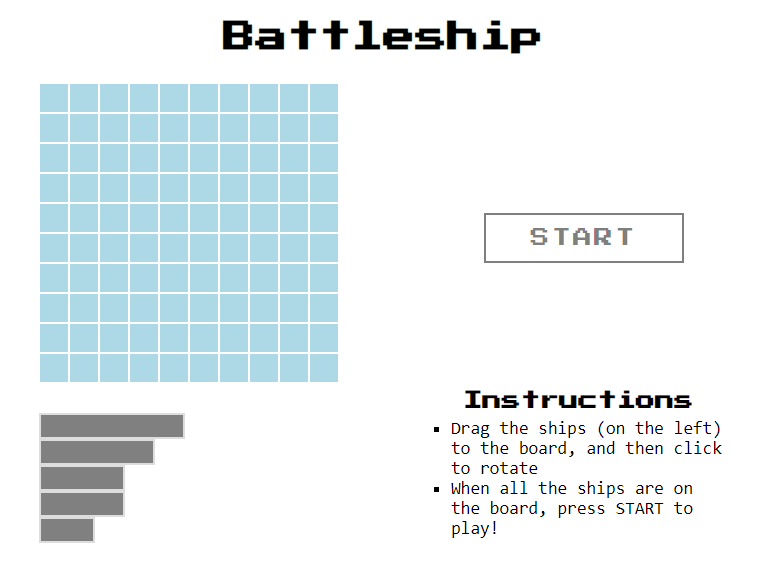 Battleship
START
Instructions
Drag the ships (on the left)
to the board, and then click
to rotate
When all the ships are on
the board, press START to
play!